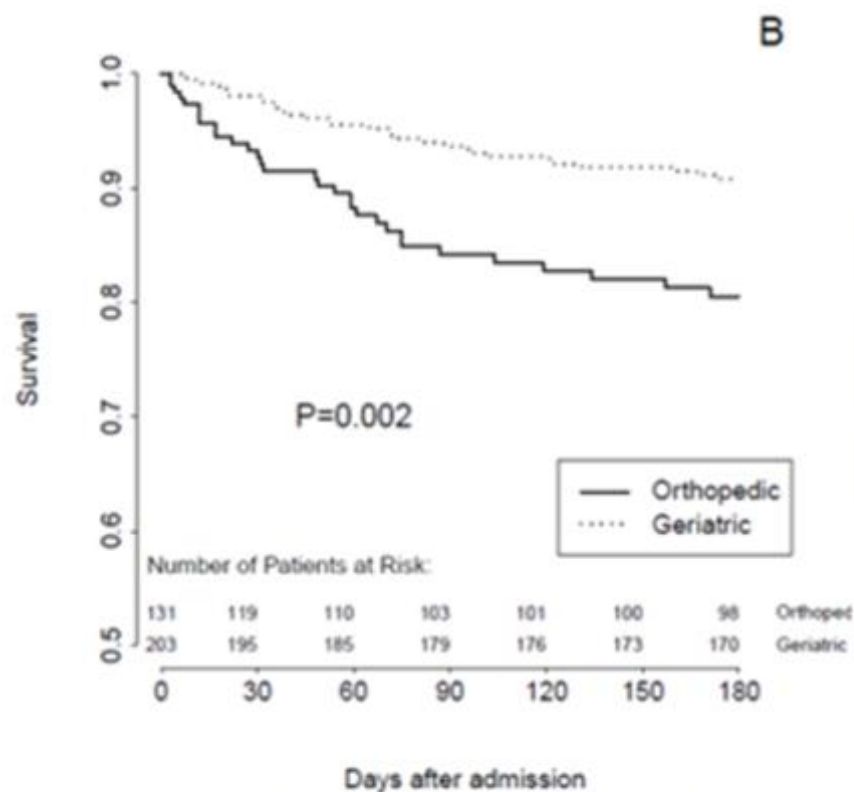 B
1.0
0.9
0.8
0.7
0.6
0.5
Survival
P=0.002
Orthopedic
Geriatric
Number of Patients at Risk:
131 119 110 103 101 100 98 Orthoped
203 195 185 179 176 173 170 Geriatric
0 30 60 90 120 150 180
Days after admission